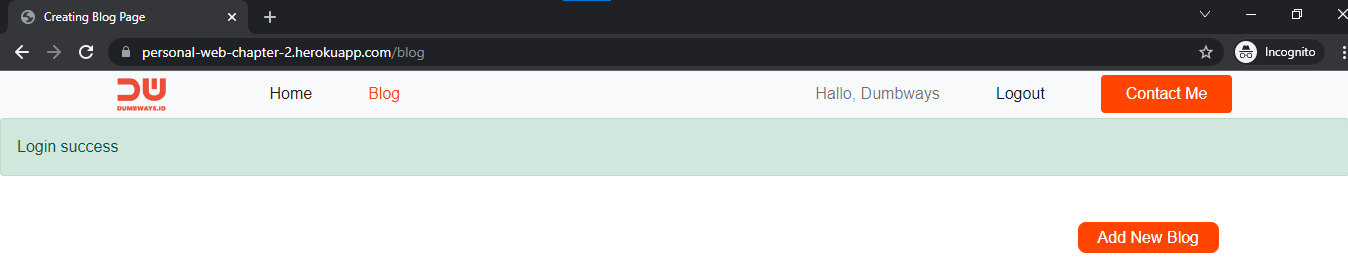 Creating Blog Page
personal-web-chapter-2.herokuapp.com/blog
Incognito
DUMBWAYS.ID
Home
Blog
Hallo, Dumbways
Logout
Contact Me
Login success
Add New Blog